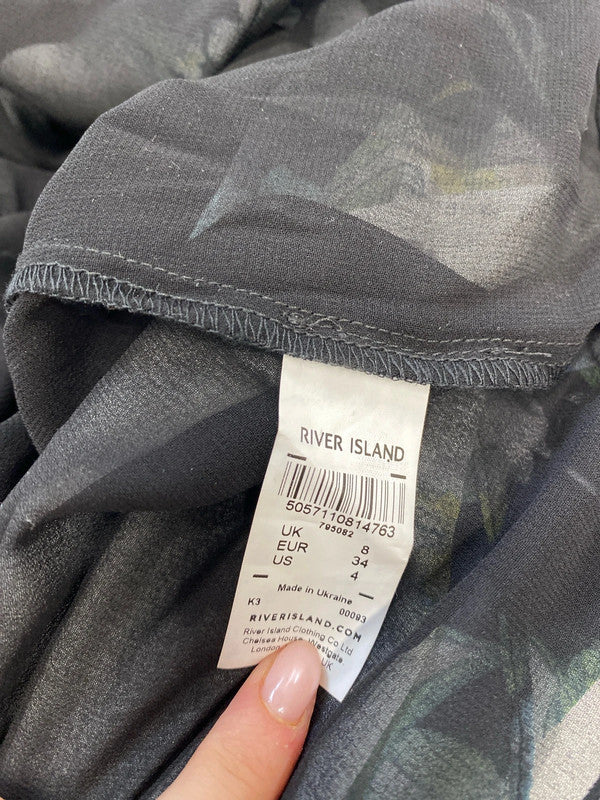 RIVER ISLAND
5057110814763
795082
UK 8
EUR 34
US 4
Made in Ukraine
K3 00093
RIVERISLAND.COM
River Island Clothing Co Ltd
Chelsea House, Westgate
London
UK